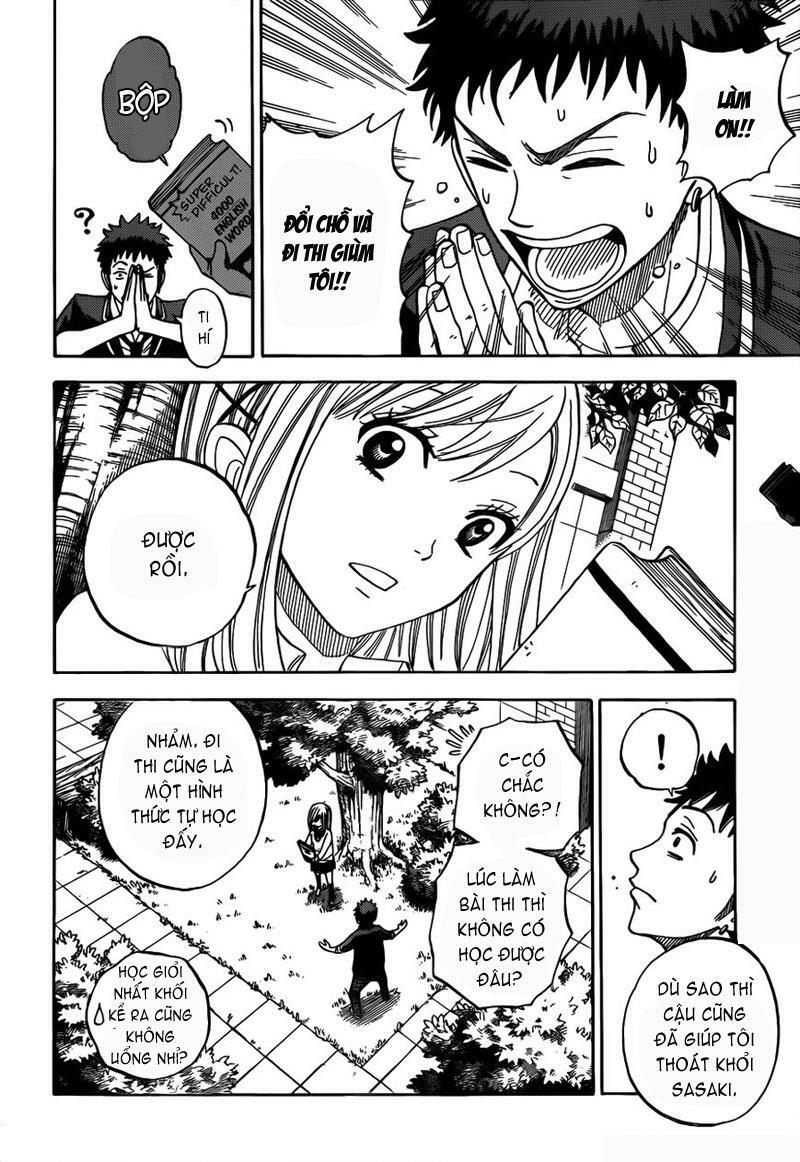 LÀM
ƠN!!
ĐỔI CHỖ VÀ
ĐI THI GIÙM
TÔI!!
BỘP
SUPER
DIFFICULT!
4000
ENGLISH
WORDS
?
TI
HÍ
ĐƯỢC
RỒI.
!
DÙ SAO THÌ
CẬU CŨNG
ĐÃ GIÚP TÔI
THOÁT KHỎI
SASAKI.
C-CÓ
CHẮC
KHÔNG?!
LÚC LÀM
BÀI THI THÌ
KHÔNG CÓ
HỌC ĐƯỢC
ĐÂU?
NHẢM. ĐI
THI CŨNG LÀ
MỘT HÌNH
THỨC TỰ HỌC
ĐẤY.
HỌC GIỎI
NHẤT KHỐI
KỂ RA CŨNG
KHÔNG
UỔNG NHỈ?